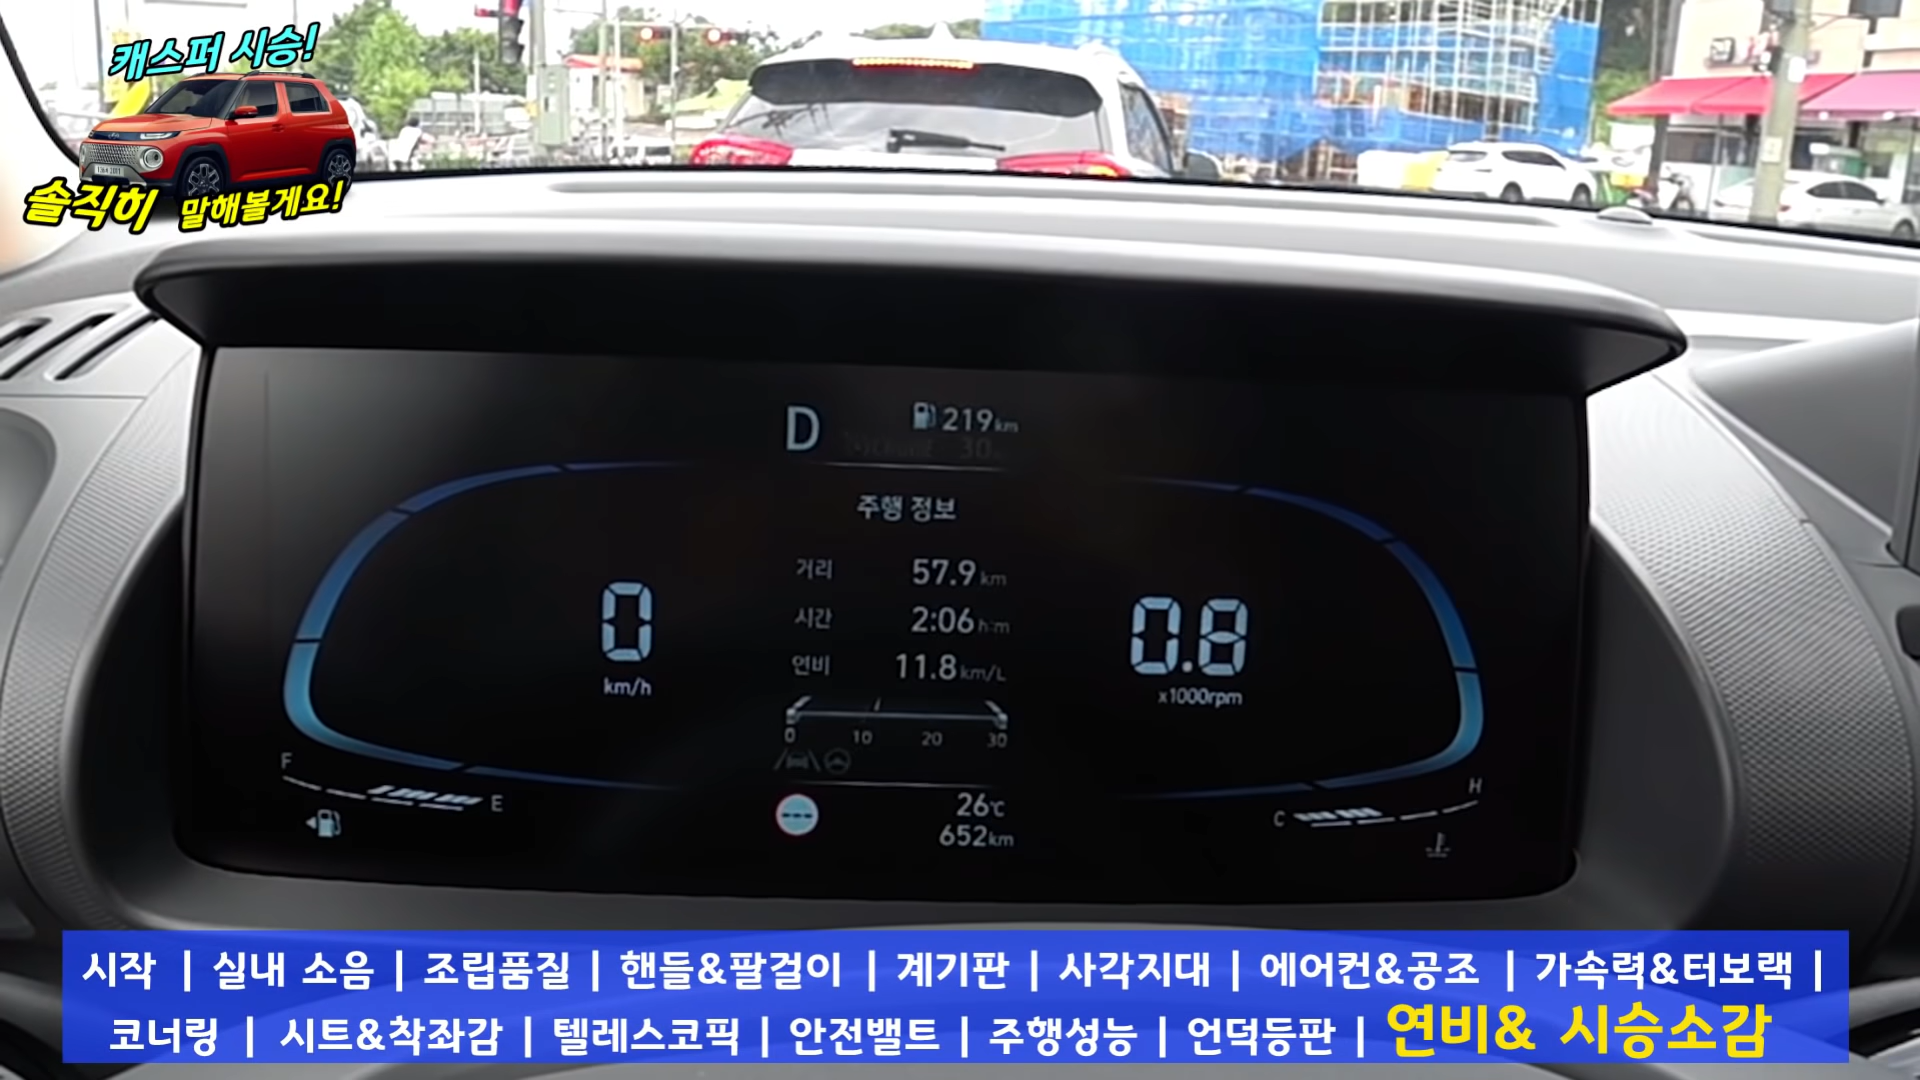 캐스퍼 시승!
솔직히 말해볼게요!
D
219km
주행 정보
거리 57.9km
시간 2:06h:m
연비 11.8km/L
0 10 20 30
0
km/h
0.8
x1000rpm
F E
C H
26℃
652km
시작 | 실내 소음 | 조립품질 | 핸들&팔걸이 | 계기판 | 사각지대 | 에어컨&공조 | 가속력&터보랙 |
코너링 | 시트&착좌감 | 텔레스코픽 | 안전밸트 | 주행성능 | 언덕등판 | 연비& 시승소감